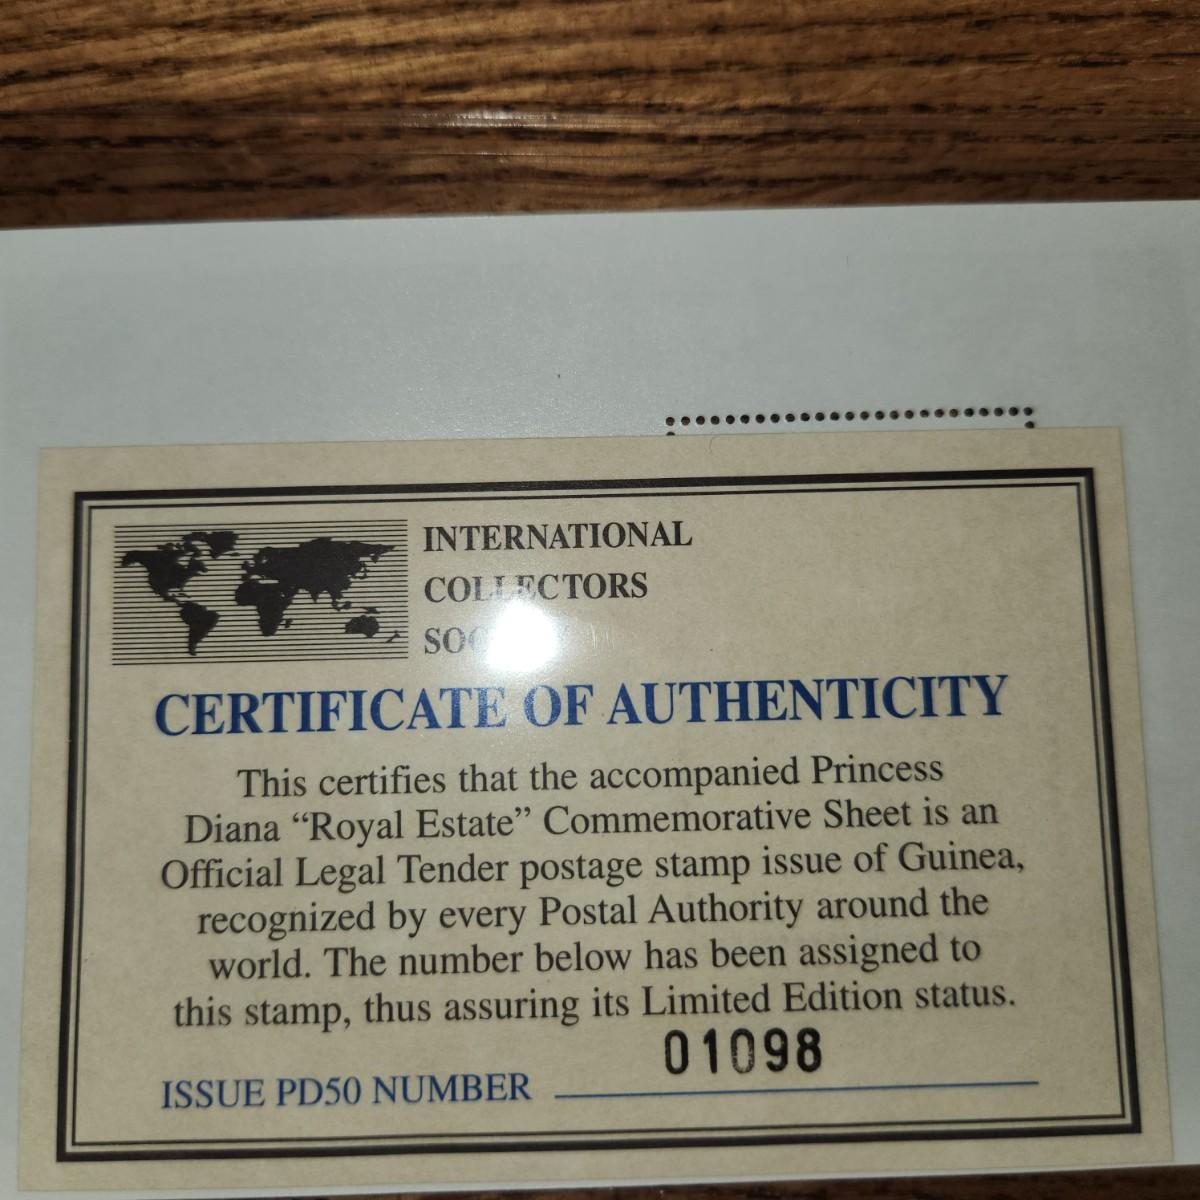 INTERNATIONAL
COLLECTORS
CERTIFICATE OF AUTHENTICITY
This certifies that the accompanied Princess
Diana “Royal Estate” Commemorative Sheet is an
Official Legal Tender postage stamp issue of Guinea,
recognized by every Postal Authority around the
world. The number below has been assigned to
this stamp, thus assuring its Limited Edition status.
01098
ISSUE PD50 NUMBER